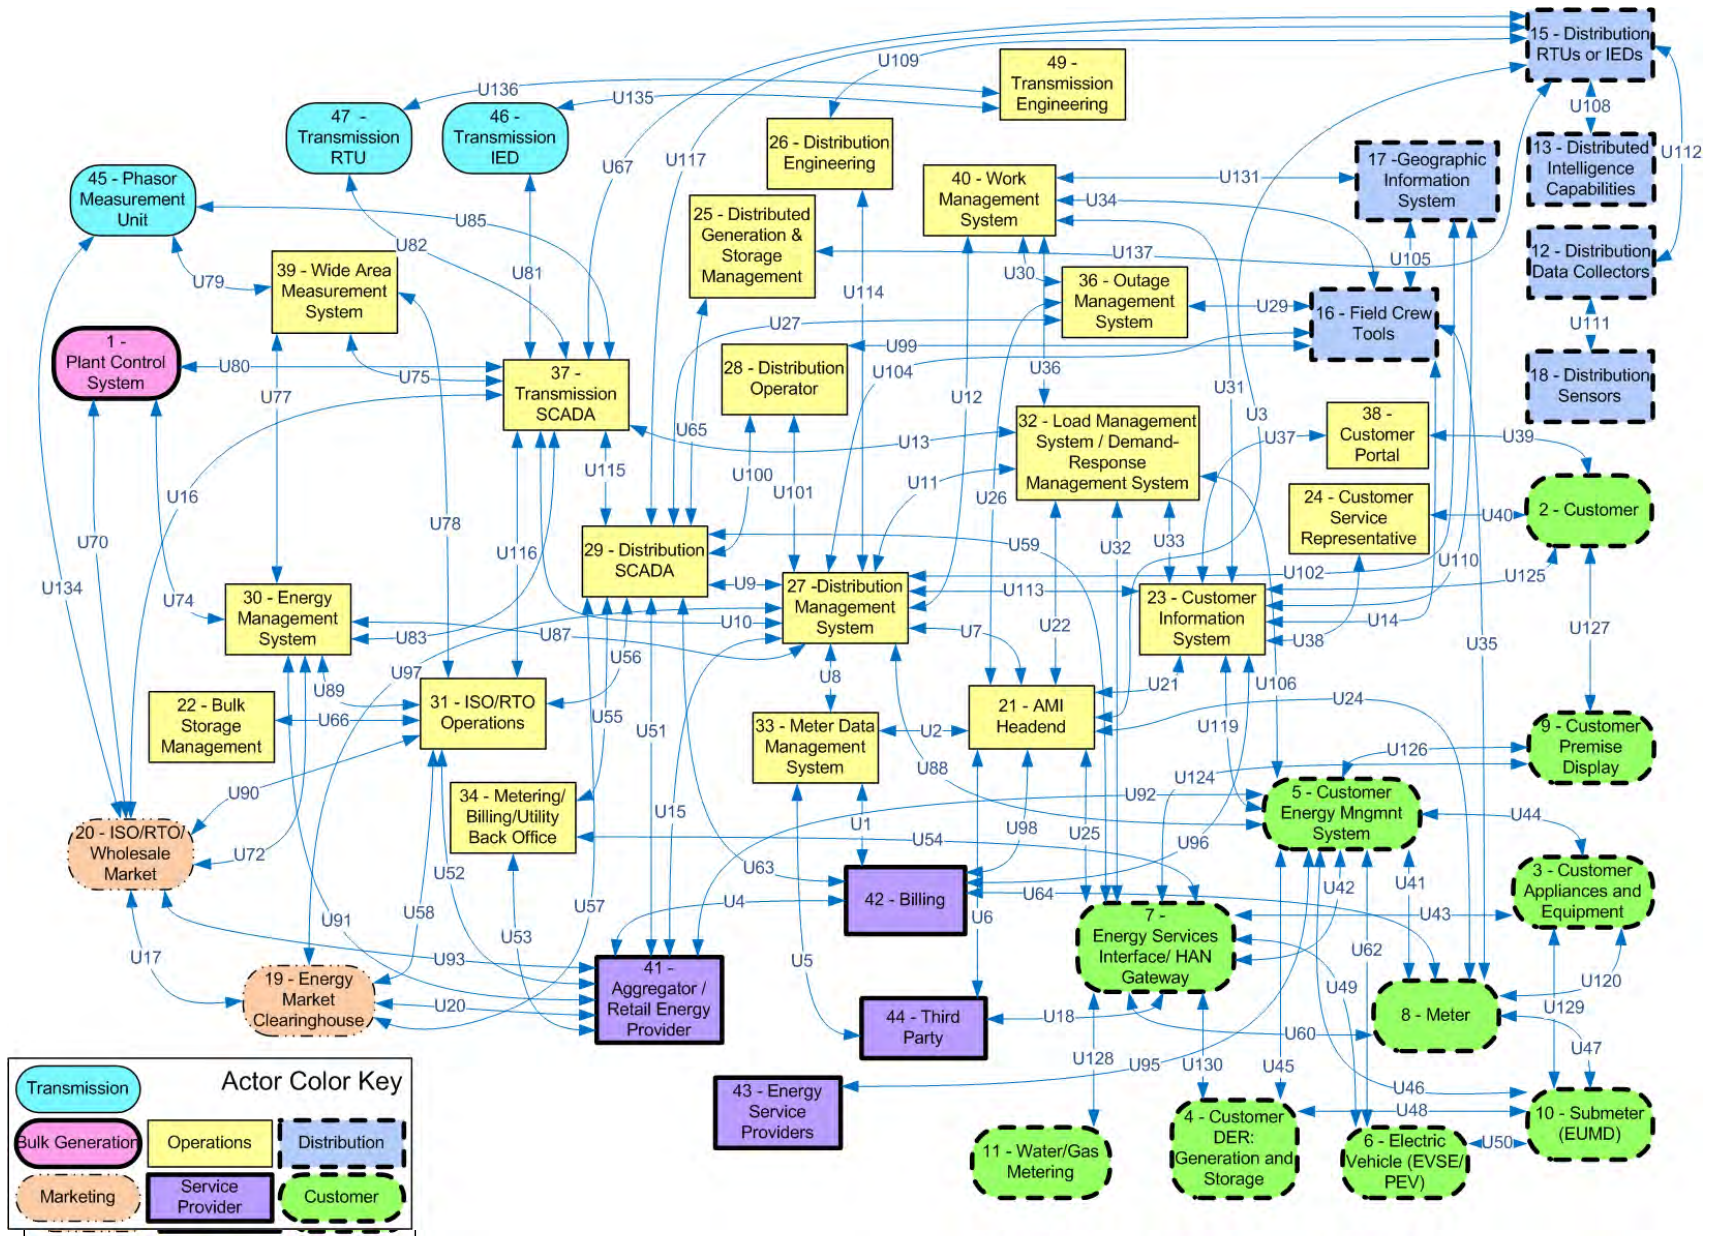 15 - Distribution
RTUs or IEDs
49 -
Transmission
Engineering
47 -
Transmission
RTU
46 -
Transmission
IED
26 - Distribution
Engineering
13 - Distributed
Intelligence
Capabilities
17 -Geographic
Information
System
45 - Phasor
Measurement
Unit
40 - Work
Management
System
25 - Distributed
Generation &
Storage
Management
12 - Distribution
Data Collectors
39 - Wide Area
Measurement
System
36 - Outage
Management
System
16 - Field Crew
Tools
1 -
Plant Control
System
28 - Distribution
Operator
37 -
Transmission
SCADA
18 - Distribution
Sensors
32 - Load Management
System / Demand-
Response
Management System
38 -
Customer
Portal
24 - Customer
Service
Representative
2 - Customer
29 - Distribution
SCADA
27 -Distribution
Management
System
23 - Customer
Information
System
30 - Energy
Management
System
31 - ISO/RTO
Operations
22 - Bulk
Storage
Management
21 - AMI
Headend
33 - Meter Data
Management
System
9 - Customer
Premise
Display
34 - Metering/
Billing/Utility
Back Office
5 - Customer
Energy Mngmnt
System
20 - ISO/RTO/
Wholesale
Market
42 - Billing
3 - Customer
Appliances and
Equipment
7 -
Energy Services
Interface/ HAN
Gateway
19 - Energy
Market
Clearinghouse
41 -
Aggregator /
Retail Energy
Provider
44 - Third
Party
8 - Meter
43 - Energy
Service
Providers
11 - Water/Gas
Metering
4 - Customer
DER:
Generation and
Storage
6 - Electric
Vehicle (EVSE/
PEV)
10 - Submeter
(EUMD)
U109
U136
U135
U108
U112
U67
U117
U131
U34
U85
U82
U81
U79
U137
U105
U30
U114
U29
U111
U27
U99
U104
U36
U80
U75
U77
U12
U31
U3
U65
U13
U37
U39
U115
U100
U101
U11
U26
U16
U78
U70
U116
U59
U32
U33
U40
U110
U102
U125
U134
U74
U9
U113
U83
U87
U10
U7
U22
U14
U38
U127
U35
U97
U56
U8
U89
U21
U106
U66
U55
U51
U2
U119
U24
U126
U88
U124
U90
U92
U15
U1
U98
U25
U96
U44
U54
U72
U52
U63
U64
U42
U41
U4
U6
U43
U91
U58
U57
U53
U17
U93
U5
U62
U49
U120
U20
U18
U60
U129
U128
U95
U130
U45
U47
U46
U48
U50
Actor Color Key
Transmission
Bulk Generation
Operations
Distribution
Marketing
Service
Provider
Customer